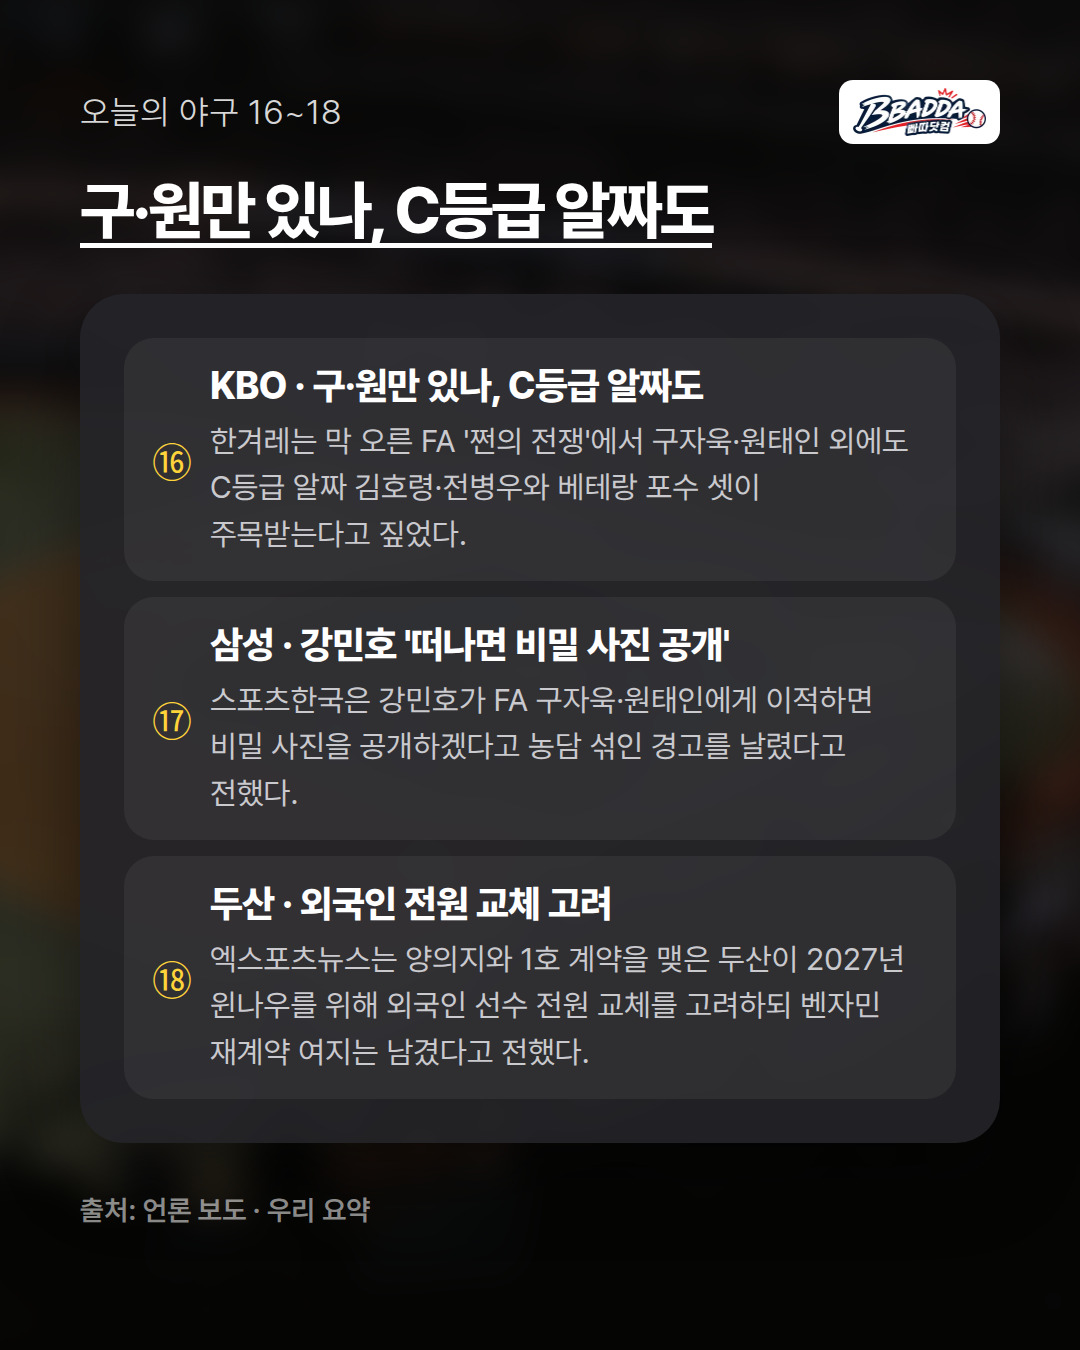 오늘의 야구 16~18
BBADDA
빠따닷컴
구·원만 있나, C등급 알짜도
KBO · 구·원만 있나, C등급 알짜도
⑯
한겨레는 막 오른 FA '쩐의 전쟁'에서 구자욱·원태인 외에도
C등급 알짜 김호령·전병우와 베테랑 포수 셋이
주목받는다고 짚었다.
삼성 · 강민호 '떠나면 비밀 사진 공개'
⑰
스포츠한국은 강민호가 FA 구자욱·원태인에게 이적하면
비밀 사진을 공개하겠다고 농담 섞인 경고를 날렸다고
전했다.
두산 · 외국인 전원 교체 고려
⑱
엑스포츠뉴스는 양의지와 1호 계약을 맺은 두산이 2027년
윈나우를 위해 외국인 선수 전원 교체를 고려하되 벤자민
재계약 여지는 남겼다고 전했다.
출처: 언론 보도 · 우리 요약